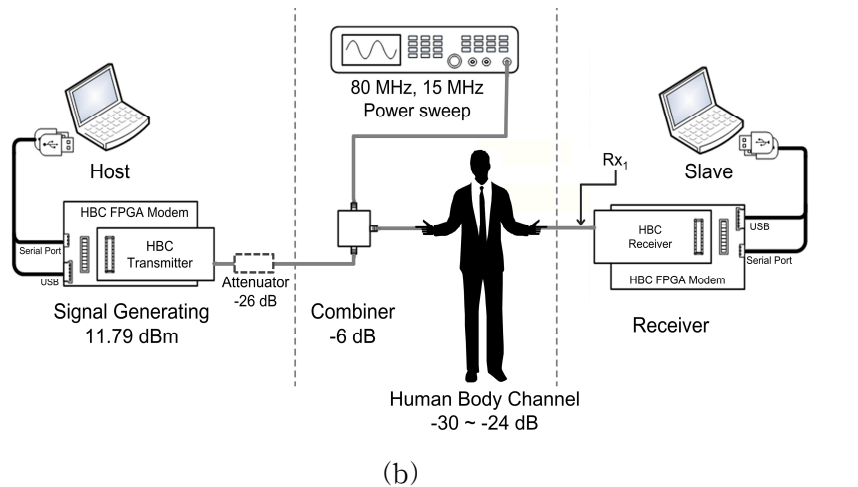 80 MHz, 15 MHz
Power sweep
Host
Rx1
Slave
HBC FPGA Modem
HBC
Transmitter
Serial Port
USB
Attenuator
-26 dB
Signal Generating
11.79 dBm
Combiner
-6 dB
HBC
Receiver
USB
Serial Port
HBC FPGA Modem
Receiver
Human Body Channel
-30 ~ -24 dB
(b)